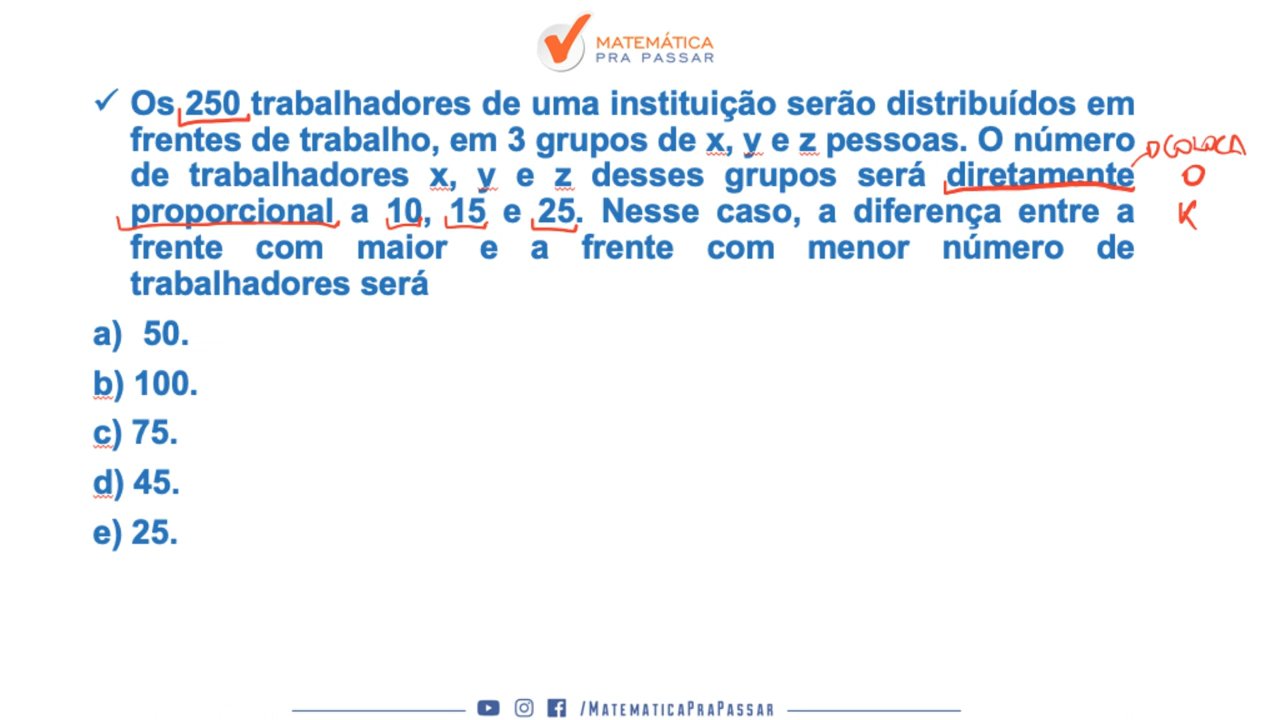 MATEMÁTICA
PRA PASSAR
✓ Os 250 trabalhadores de uma instituição serão distribuídos em
frentes de trabalho, em 3 grupos de x, y e z pessoas. O número
de trabalhadores x, y e z desses grupos será diretamente
proporcional a 10, 15 e 25. Nesse caso, a diferença entre a
frente com maior e a frente com menor número de
trabalhadores será
COLOCA
O
K
a) 50.
b) 100.
c) 75.
d) 45.
e) 25.
/MATEMATICAPRAPASSAR